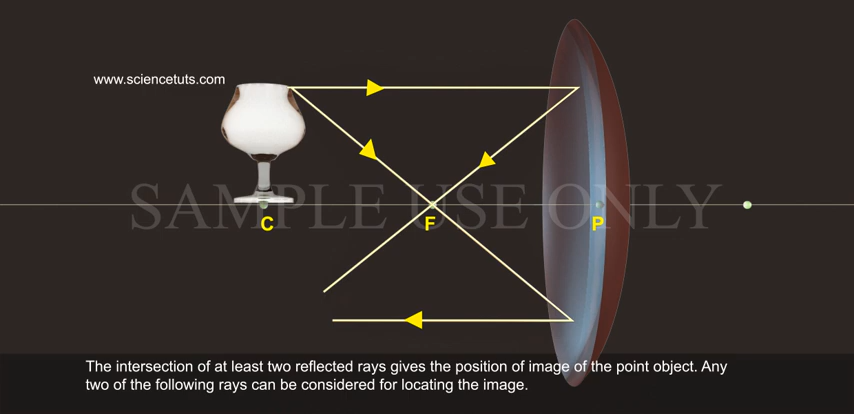 www.sciencetuts.com
SAMPLE USE ONLY
C
F
P
The intersection of at least two reflected rays gives the position of image of the point object. Any
two of the following rays can be considered for locating the image.